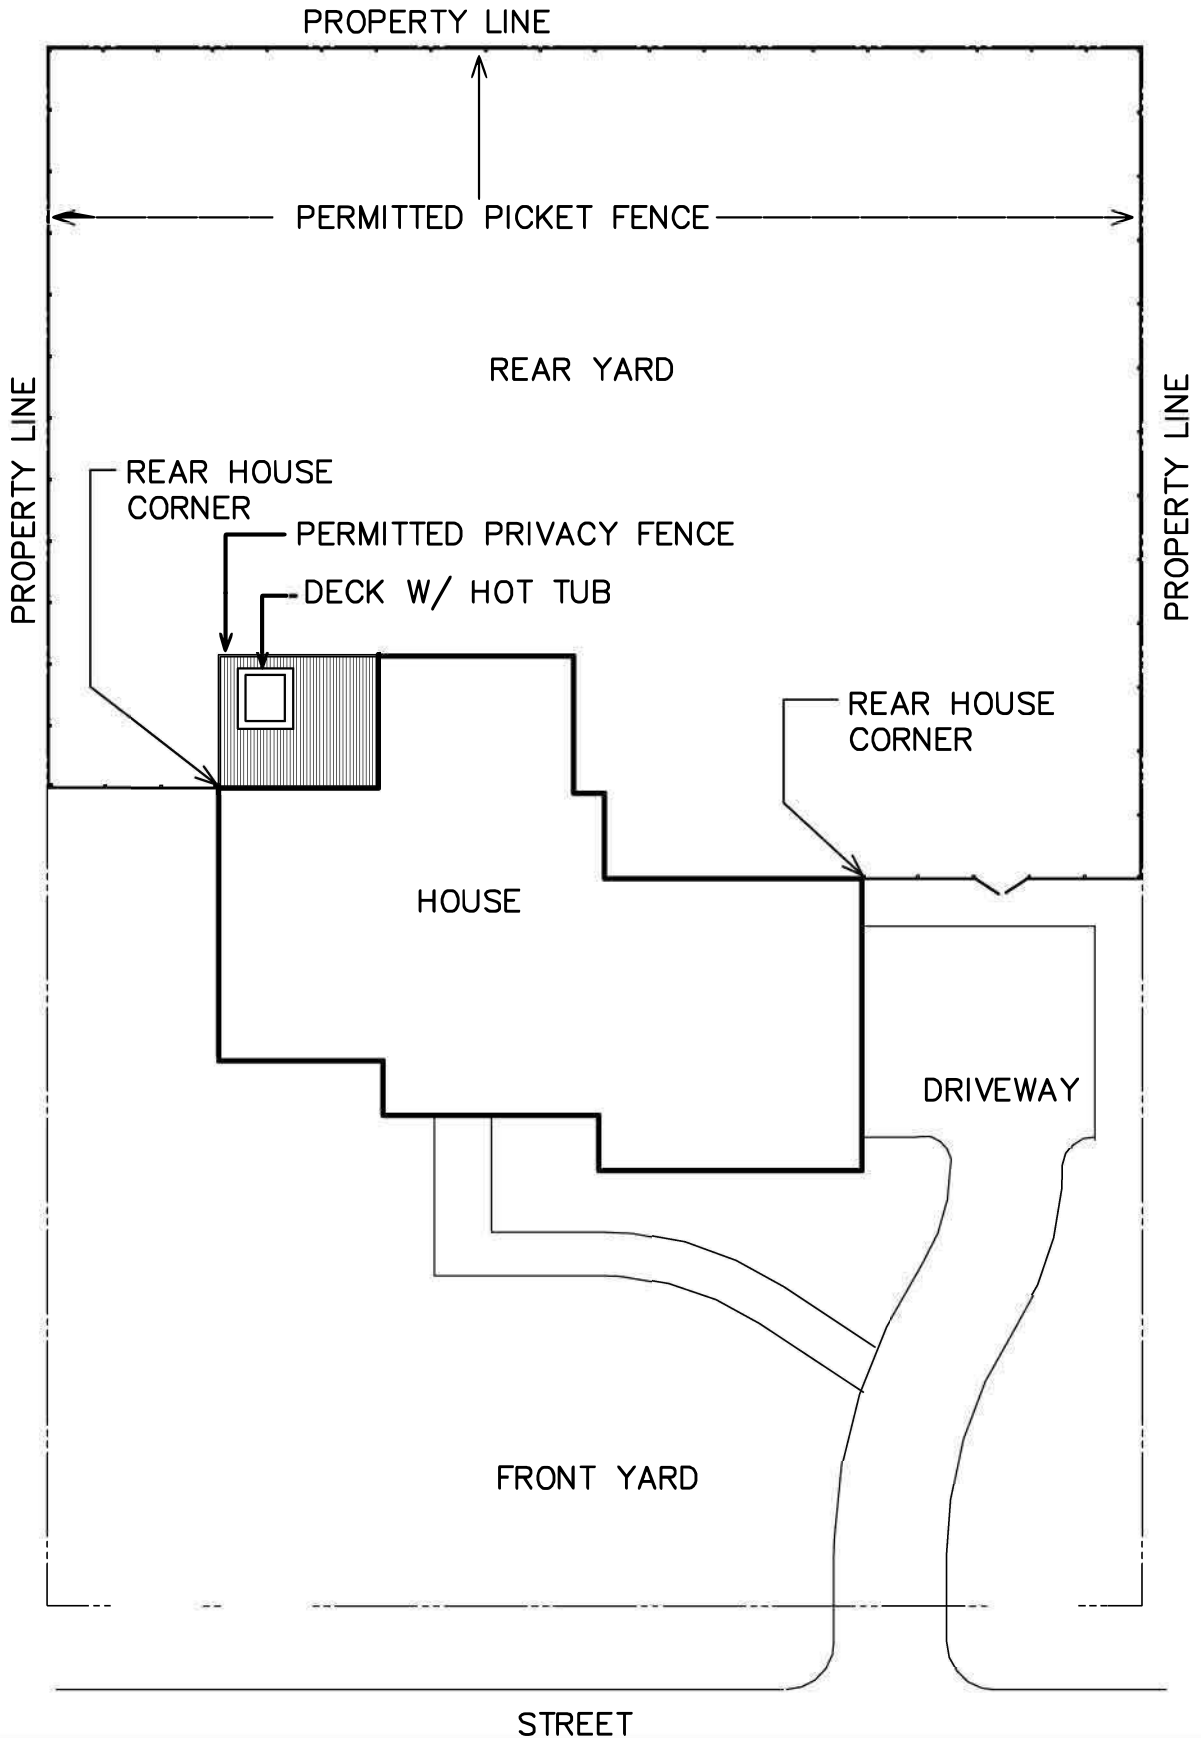 PROPERTY LINE
PERMITTED PICKET FENCE
REAR YARD
PROPERTY LINE
PROPERTY LINE
REAR HOUSE
CORNER
PERMITTED PRIVACY FENCE
DECK W/ HOT TUB
REAR HOUSE
CORNER
HOUSE
DRIVEWAY
FRONT YARD
STREET